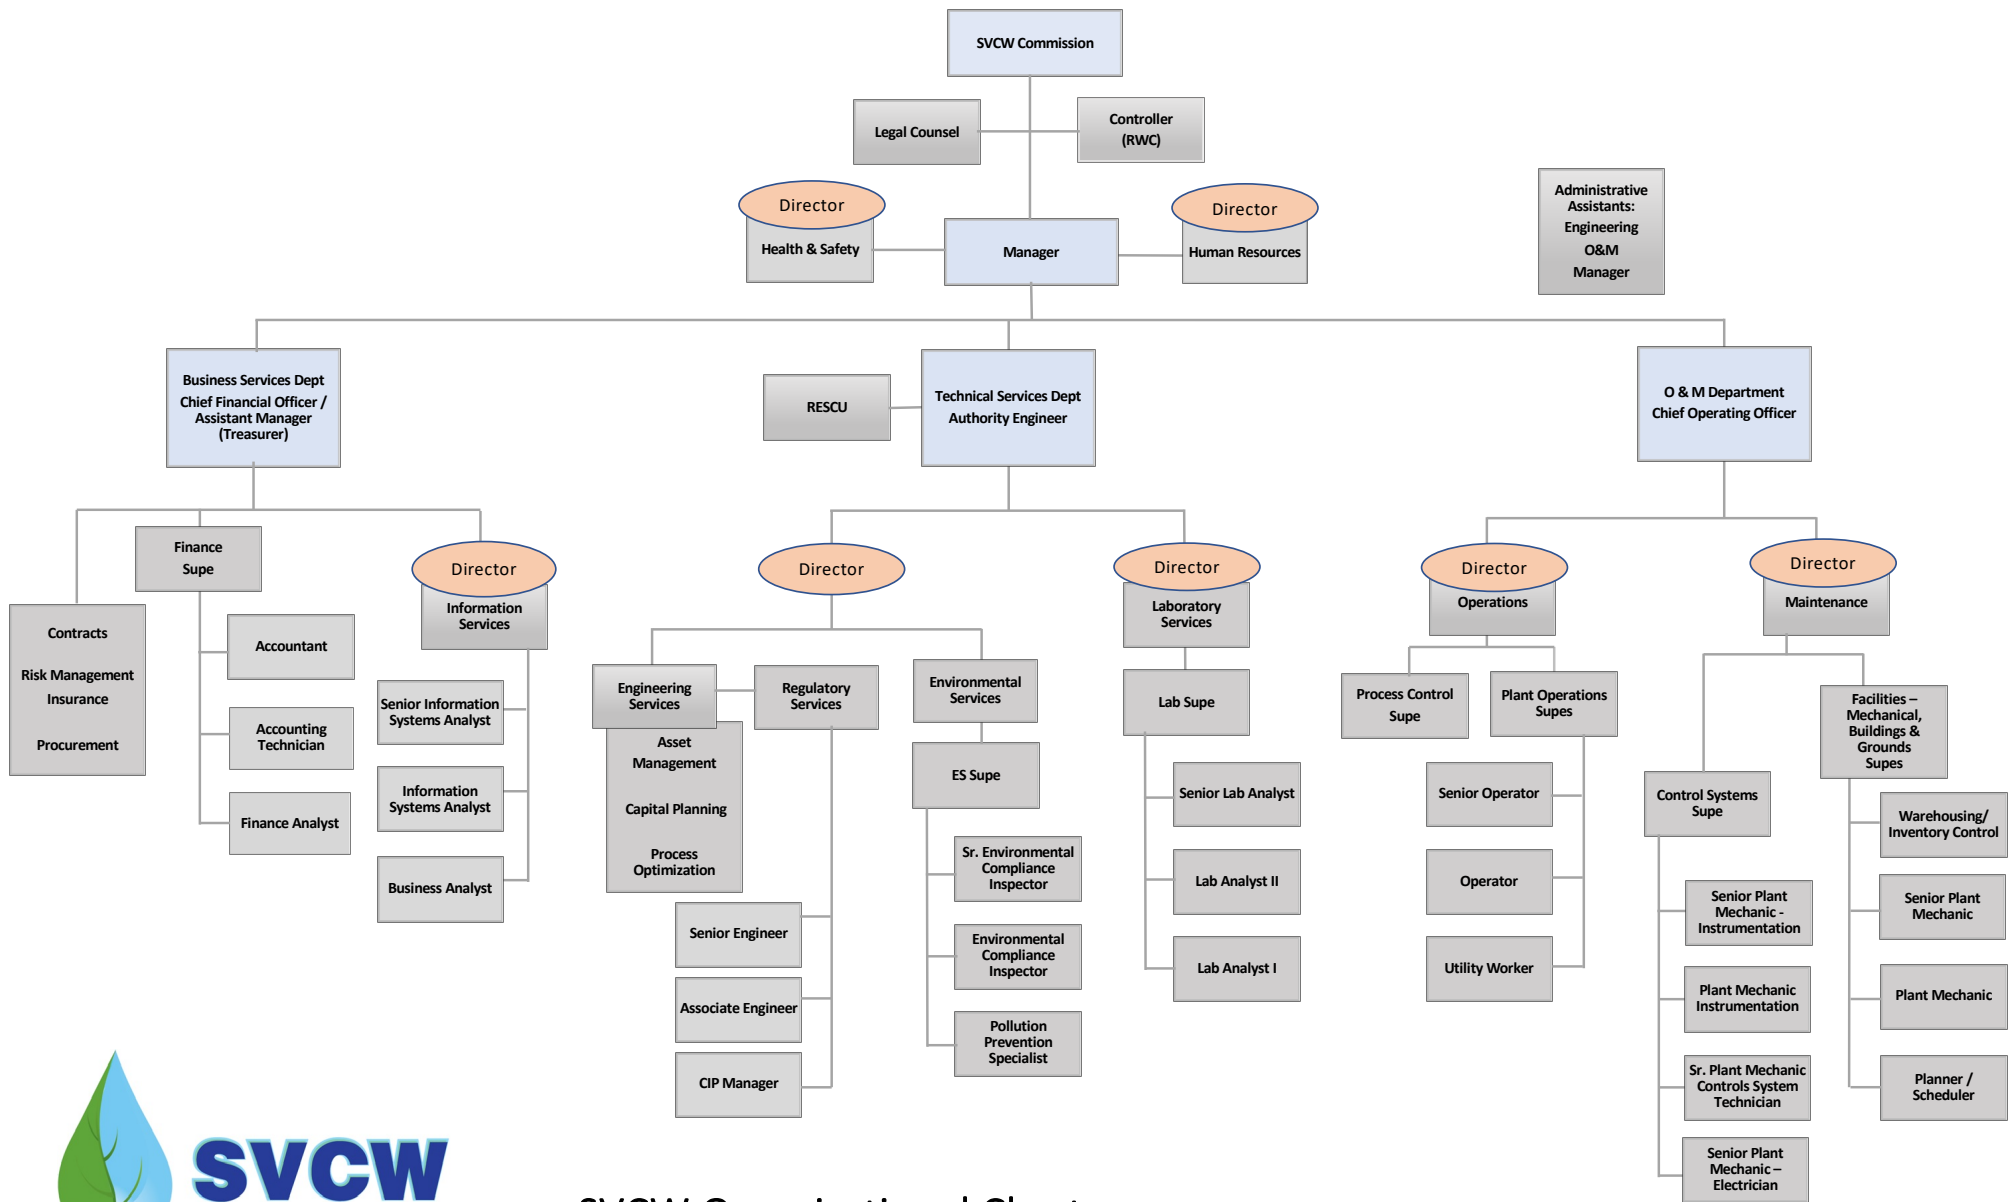 SVCW Commission
Legal Counsel
Controller
(RWC)
Director
Health & Safety
Manager
Director
Human Resources
Administrative
Assistants:
Engineering
O&M
Manager
Business Services Dept
Chief Financial Officer /
Assistant Manager
(Treasurer)
RESCU
Technical Services Dept
Authority Engineer
O & M Department
Chief Operating Officer
Contracts
Risk Management
Insurance
Procurement
Finance
Supe
Accountant
Accounting
Technician
Finance Analyst
Director
Information
Services
Senior Information
Systems Analyst
Information
Systems Analyst
Business Analyst
Director
Engineering
Services
Asset
Management
Capital Planning
Process
Optimization
Regulatory
Services
Senior Engineer
Associate Engineer
CIP Manager
Environmental
Services
ES Supe
Sr. Environmental
Compliance
Inspector
Environmental
Compliance
Inspector
Pollution
Prevention
Specialist
Director
Laboratory
Services
Lab Supe
Senior Lab Analyst
Lab Analyst II
Lab Analyst I
Director
Operations
Process Control
Supe
Plant Operations
Supes
Senior Operator
Operator
Utility Worker
Director
Maintenance
Control Systems
Supe
Senior Plant
Mechanic -
Instrumentation
Plant Mechanic
Instrumentation
Sr. Plant Mechanic
Controls System
Technician
Senior Plant
Mechanic –
Electrician
Facilities –
Mechanical,
Buildings &
Grounds
Supes
Warehousing/
Inventory Control
Senior Plant
Mechanic
Plant Mechanic
Planner /
Scheduler
SVCW
SVCW Organizational Chart